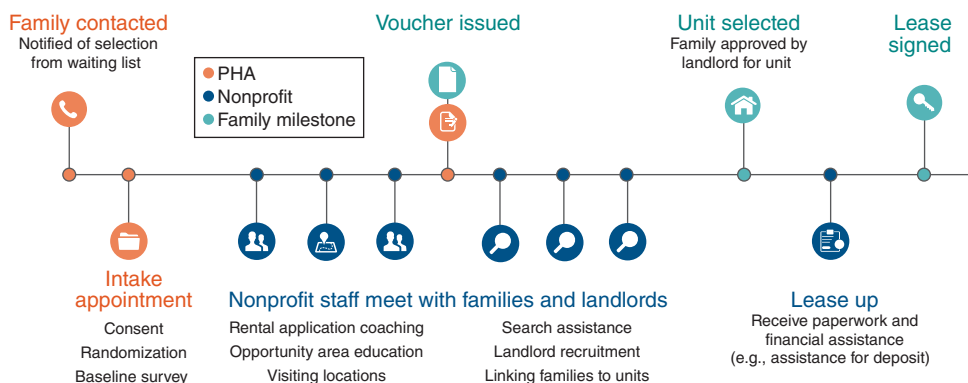 Family contacted
Notified of selection
from waiting list
PHA
Nonprofit
Family milestone
Voucher issued
Unit selected
Family approved by
landlord for unit
Lease
signed
Intake
appointment
Consent
Randomization
Baseline survey
Nonprofit staff meet with families and landlords
Rental application coaching
Opportunity area education
Visiting locations
Search assistance
Landlord recruitment
Linking families to units
Lease up
Receive paperwork and
financial assistance
(e.g., assistance for deposit)